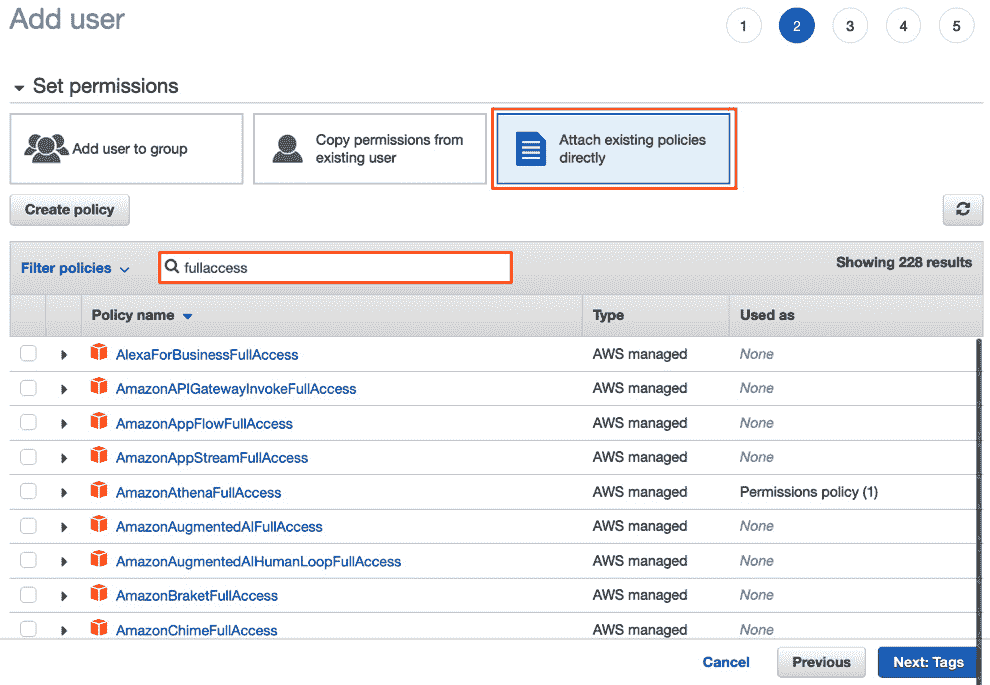 Add user
1 2 3 4 5
Set permissions
Add user to group
Copy permissions from
existing user
Attach existing policies
directly
Create policy
Filter policies
fullaccess
Showing 228 results
Policy name Type Used as
AlexaForBusinessFullAccess AWS managed None
AmazonAPIGatewayInvokeFullAccess AWS managed None
AmazonAppFlowFullAccess AWS managed None
AmazonAppStreamFullAccess AWS managed None
AmazonAthenaFullAccess AWS managed Permissions policy (1)
AmazonAugmentedAIFullAccess AWS managed None
AmazonAugmentedAIHumanLoopFullAccess AWS managed None
AmazonBraketFullAccess AWS managed None
AmazonChimeFullAccess AWS managed None
Cancel Previous Next: Tags